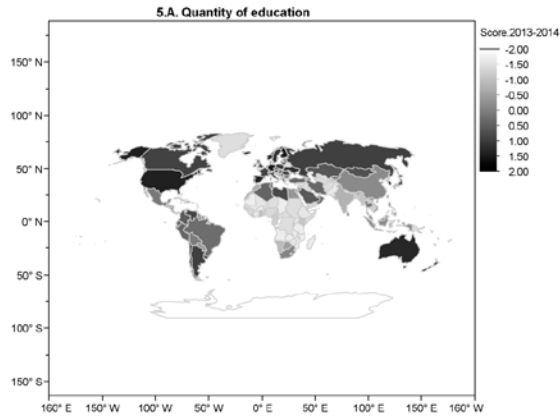 5.A. Quantity of education
Score.2013-2014
-2.00
-1.50
-1.00
-0.50
0.00
0.50
1.00
1.50
2.00
150° N
100° N
50° N
0° N
50° S
100° S
150° S
160° E 150° W 100° W 50° W 0° E 50° E 100° E 150° E 160° W